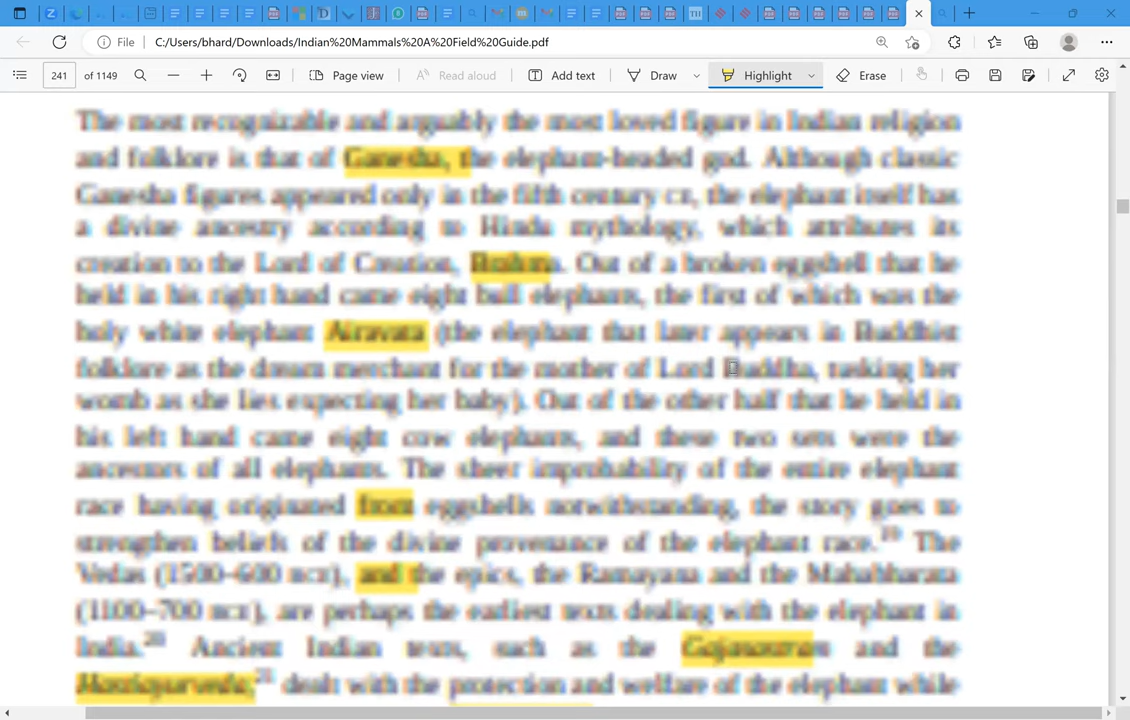 File C:/Users/bhard/Downloads/Indian%20Mammals%20A%20Field%20Guide.pdf
241 of 1149 Page view Read aloud Add text Draw Highlight Erase
The most recognizable and arguably the most loved figure in Indian religion
and folklore is that of Ganesha, the elephant-headed god. Although classic
Ganesha figures appeared only in the fifth century CE, the elephant itself has
a divine ancestry according to Hindu mythology, which attributes its
creation to the Lord of Creation, Brahma. Out of a broken eggshell that he
held in his right hand came eight bull elephants, the first of which was the
holy white elephant Airavata (the elephant that later appears in Buddhist
folklore as the dream merchant for the mother of Lord Buddha, tusking her
womb as she lies expecting her baby). Out of the other half that he held in
his left hand came eight cow elephants, and these two sets were the
ancestors of all elephants. The sheer improbability of the entire elephant
race having originated from eggshells notwithstanding, the story goes to
strengthen beliefs of the divine provenance of the elephant race. The
Vedas (1500–600 BCE), and the epics, the Ramayana and the Mahabharata
(1100–700 BCE), are perhaps the earliest texts dealing with the elephant in
India.20 Ancient Indian texts, such as the Gajasastra and the
Hastiayurveda,21 dealt with the protection and welfare of the elephant while